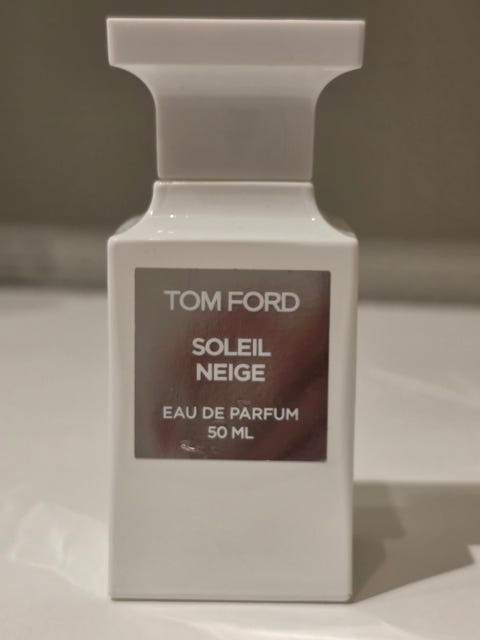 TOM FORD
SOLEIL
NEIGE
EAU DE PARFUM
50 ML